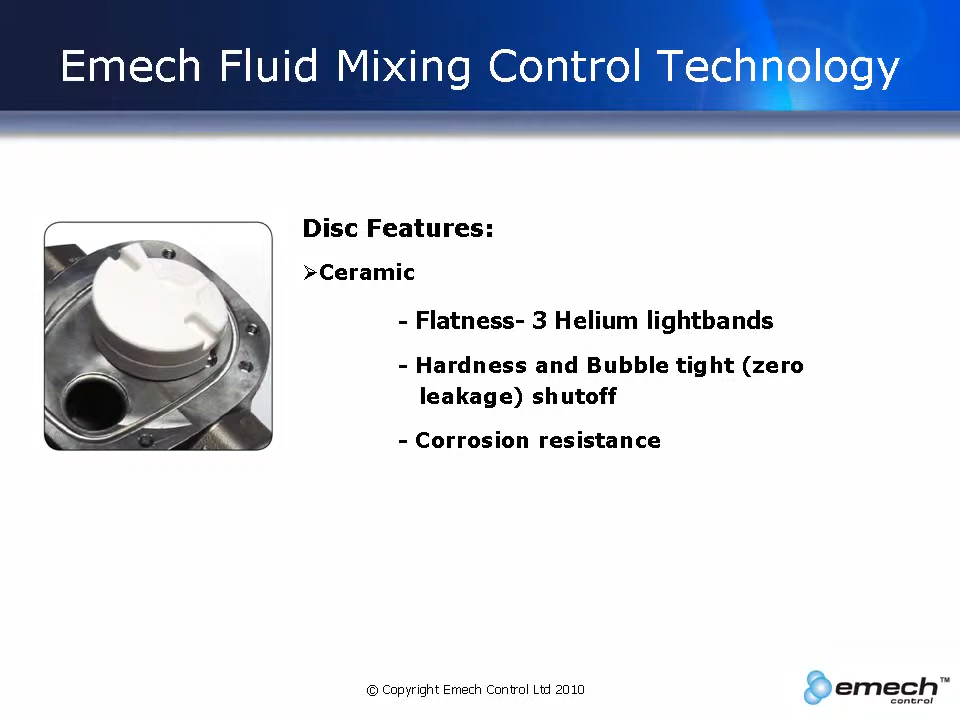 Emech Fluid Mixing Control Technology
Disc Features:
➢Ceramic
- Flatness- 3 Helium lightbands
- Hardness and Bubble tight (zero
leakage) shutoff
- Corrosion resistance
© Copyright Emech Control Ltd 2010
emech™
control